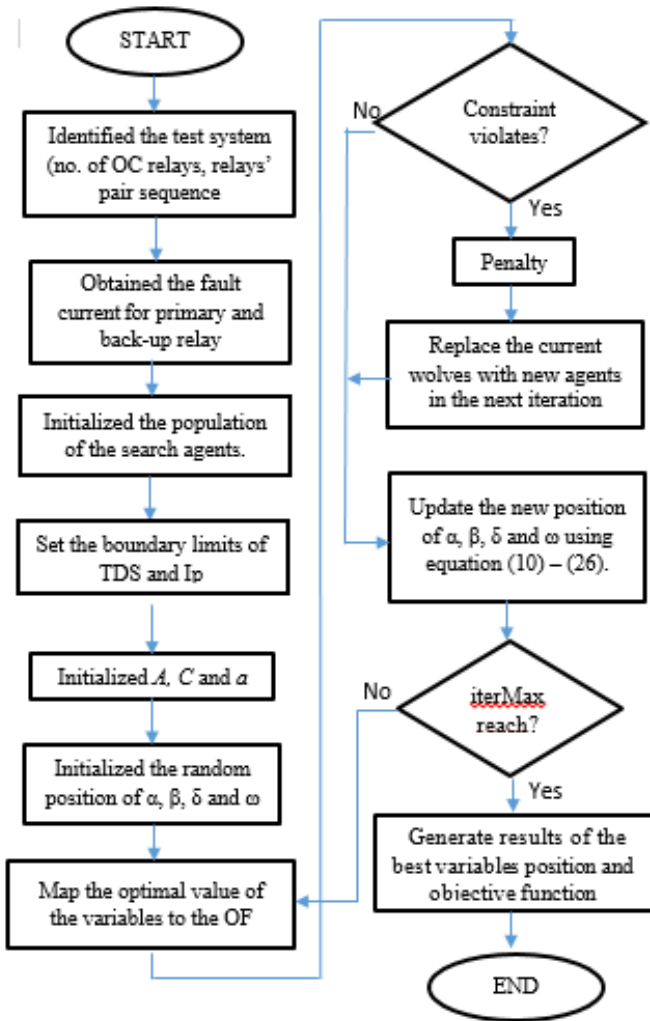 START
Identified the test system
(no. of OC relays, relays'
pair sequence
Obtained the fault
current for primary and
back-up relay
Initialized the population
of the search agents.
Set the boundary limits of
TDS and Ip
Initialized A, C and a
Initialized the random
position of α, β, δ and ω
Map the optimal value of
the variables to the OF
Constraint
violates?
No
Yes
Penalty
Replace the current
wolves with new agents
in the next iteration
Update the new position
of α, β, δ and ω using
equation (10) – (26).
iterMax
reach?
No
Yes
Generate results of the
best variables position and
objective function
END